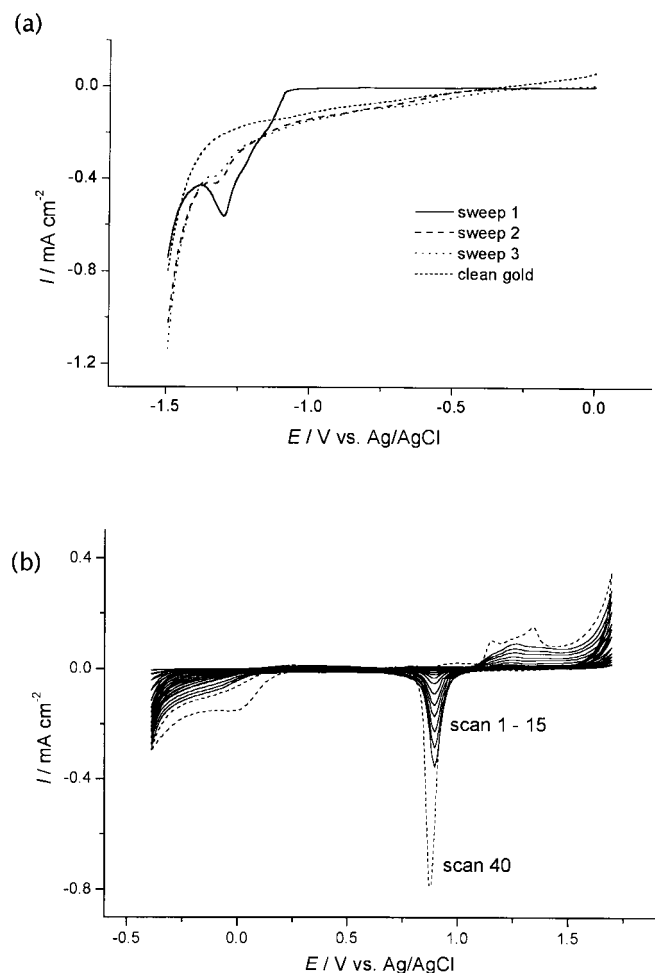 (a)
0.0
-0.4
-0.8
-1.2
I / mA cm-2
sweep 1
sweep 2
sweep 3
clean gold
-1.5
-1.0
-0.5
0.0
E / V vs. Ag/AgCl
(b)
0.4
0.0
-0.4
-0.8
I / mA cm-2
scan 1 - 15
scan 40
-0.5
0.0
0.5
1.0
1.5
E / V vs. Ag/AgCl